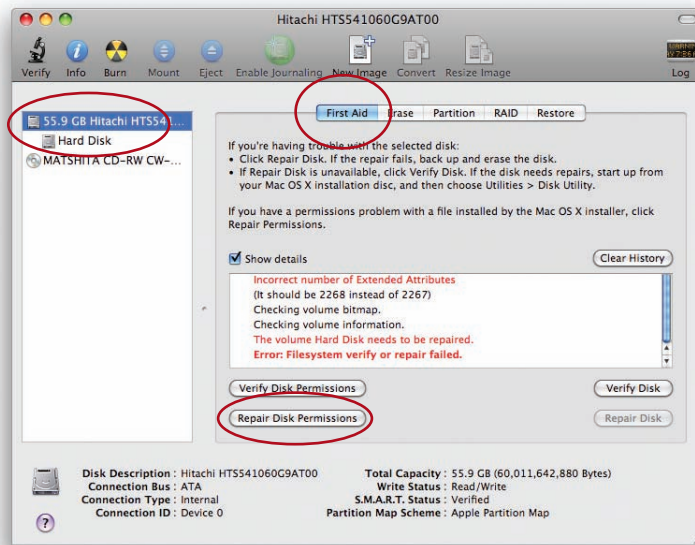 Hitachi HTS541060G9AT00
Verify Info Burn Mount Eject Enable Journaling New Image Convert Resize Image Log
First Aid Erase Partition RAID Restore
55.9 GB Hitachi HTS541...
Hard Disk
MATSHITA CD-RW CW-...
If you're having trouble with the selected disk:
• Click Repair Disk. If the repair fails, back up and erase the disk.
• If Repair Disk is unavailable, click Verify Disk. If the disk needs repairs, start up from
your Mac OS X installation disc, and then choose Utilities > Disk Utility.
If you have a permissions problem with a file installed by the Mac OS X installer, click
Repair Permissions.
Show details Clear History
Incorrect number of Extended Attributes
(It should be 2268 instead of 2267)
Checking volume bitmap.
Checking volume information.
The volume Hard Disk needs to be repaired.
Error: Filesystem verify or repair failed.
Verify Disk Permissions Verify Disk
Repair Disk Permissions Repair Disk
Disk Description : Hitachi HTS541060G9AT00 Total Capacity : 55.9 GB (60,011,642,880 Bytes)
Connection Bus : ATA Write Status : Read/Write
Connection Type : Internal S.M.A.R.T. Status : Verified
Connection ID : Device 0 Partition Map Scheme : Apple Partition Map
?